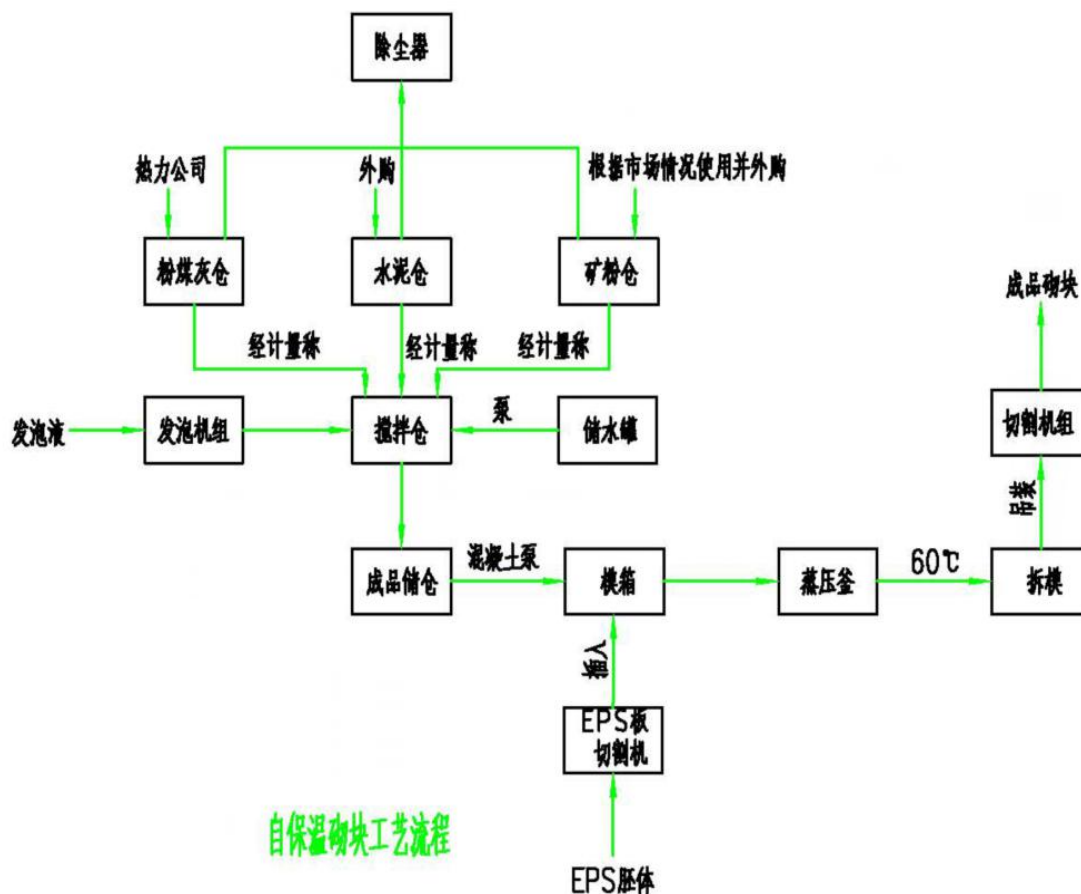 除尘器
热力公司
外购
根据市场情况使用并外购
粉煤灰仓
水泥仓
矿粉仓
成品砌块
经计量称
经计量称
经计量称
发泡液
发泡机组
搅拌仓
泵
储水罐
切割机组
吊装
成品储仓
混凝土泵
模箱
蒸压釜
60℃
拆模
插入
EPS板
切割机
自保温砌块工艺流程
EPS胚体